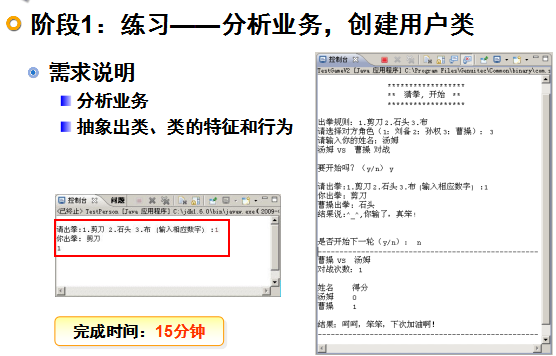 阶段1：练习——分析业务，创建用户类
需求说明
分析业务
抽象出类、类的特征和行为
控制台 问题
<已终止> TestPerson [Java 应用程序] C:\jdk1.6.0\bin\javaw.exe
请出拳:1.剪刀 2.石头 3.布 (输入相应数字) :1
你出拳: 剪刀
1
完成时间：15分钟
控制台
TestGameV2 [Java 应用程序] C:\Program Files\Genuitec\Common\binary\com.s
******************
** 猜拳, 开始 **
******************
出拳规则: 1.剪刀 2.石头 3.布
请选择对方角色（1: 刘备 2: 孙权 3: 曹操）: 3
请输入你的姓名: 汤姆
汤姆 VS 曹操 对战
要开始吗? (y/n) y
请出拳:1.剪刀 2.石头 3.布 (输入相应数字) :1
你出拳: 剪刀
曹操出拳: 石头
结果说:^_^,你输了，真笨!
是否开始下一轮(y/n): n
曹操 VS 汤姆
对战次数: 1
姓名 得分
汤姆 0
曹操 1
结果: 呵呵, 笨笨, 下次加油啊!